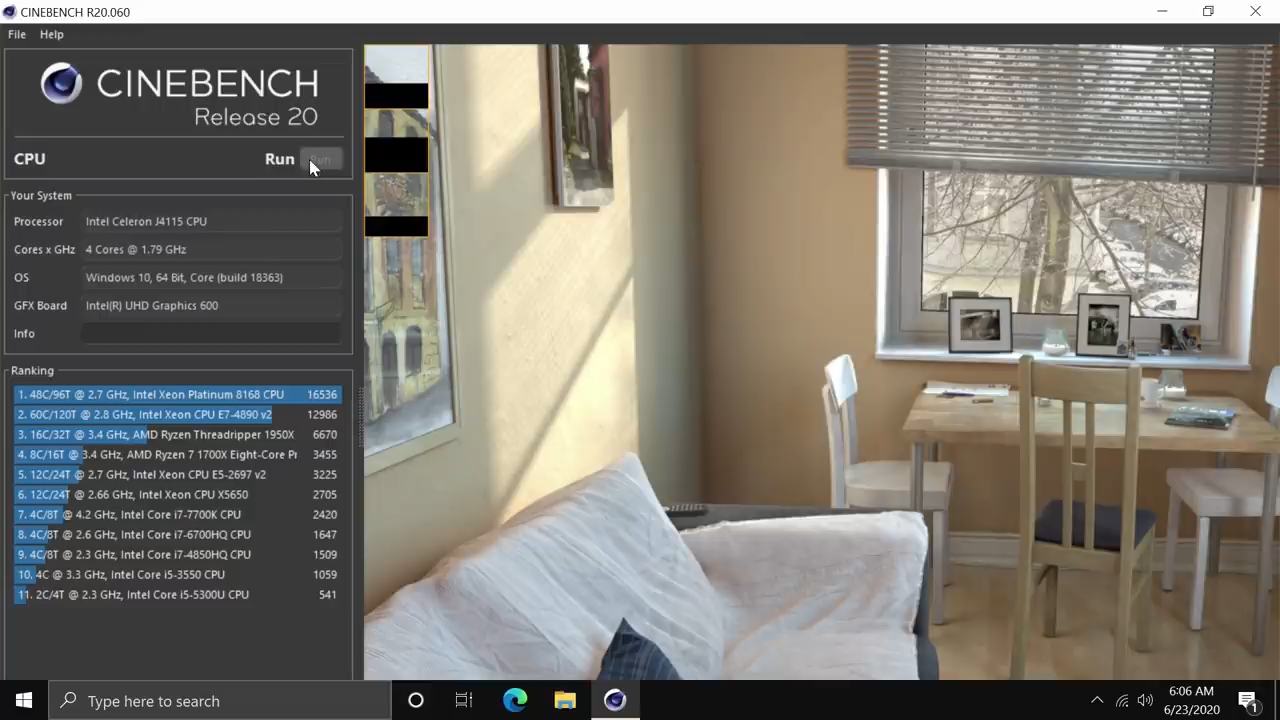 CINEBENCH R20.060
File Help
CINEBENCH
Release 20
CPU Run Run
Your System
Processor Intel Celeron J4115 CPU
Cores x GHz 4 Cores @ 1.79 GHz
OS Windows 10, 64 Bit, Core (build 18363)
GFX Board Intel(R) UHD Graphics 600
Info
Ranking
1. 48C/96T @ 2.7 GHz, Intel Xeon Platinum 8168 CPU 16536
2. 60C/120T @ 2.8 GHz, Intel Xeon CPU E7-4890 v2 12986
3. 16C/32T @ 3.4 GHz, AMD Ryzen Threadripper 1950X 6670
4. 8C/16T @ 3.4 GHz, AMD Ryzen 7 1700X Eight-Core Pr 3455
5. 12C/24T @ 2.7 GHz, Intel Xeon CPU E5-2697 v2 3225
6. 12C/24T @ 2.66 GHz, Intel Xeon CPU X5650 2705
7. 4C/8T @ 4.2 GHz, Intel Core i7-7700K CPU 2420
8. 4C/8T @ 2.6 GHz, Intel Core i7-6700HQ CPU 1647
9. 4C/8T @ 2.3 GHz, Intel Core i7-4850HQ CPU 1509
10. 4C @ 3.3 GHz, Intel Core i5-3550 CPU 1059
11. 2C/4T @ 2.3 GHz, Intel Core i5-5300U CPU 541
Type here to search
6:06 AM
6/23/2020
1